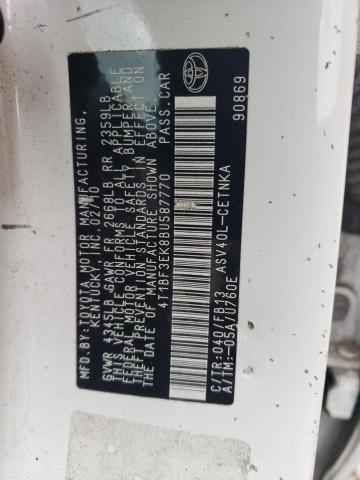 MFD.BY: TOYOTA MOTOR MANUFACTURING,
KENTUCKY, INC. 02/10
GVWR 4345LB GAWR FR 2668LB RR 2359LB
THIS VEHICLE CONFORMS TO ALL APPLICABLE
FEDERAL MOTOR VEHICLE SAFETY, BUMPER, AND
THEFT PREVENTION STANDARDS IN EFFECT ON
THE DATE OF MANUFACTURE SHOWN ABOVE.
4T1BF3EK8BU587770 PASS.CAR
C/TR:040/FB13 ASV40L-CETNKA
A/TM:-05A/U760E 90869
TOYOTA